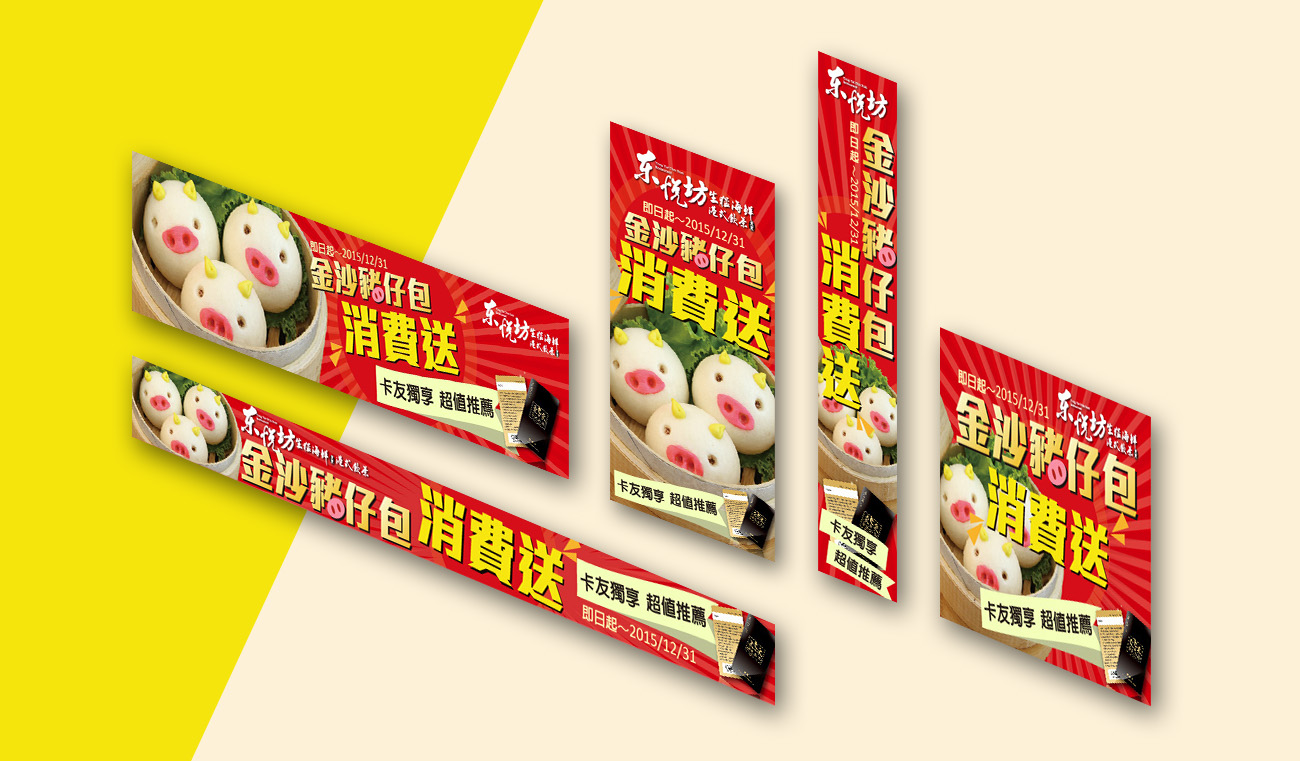 即日起～2015/12/31
金沙豬仔包
消費送
东悦坊
生猛海鮮
港式飲茶
卡友獨享 超值推薦
东悦坊
生猛海鮮
港式飲茶
金沙豬仔包
消費送
卡友獨享 超值推薦
即日起～2015/12/31
东悦坊
生猛海鮮
港式飲茶
即日起～2015/12/31
金沙豬仔包
消費送
卡友獨享 超值推薦
东悦坊
即日起～2015/12/31
金沙豬仔包
消費送
卡友獨享
超值推薦
即日起～2015/12/31
东悦坊
生猛海鮮
港式飲茶
金沙豬仔包
消費送
卡友獨享 超值推薦